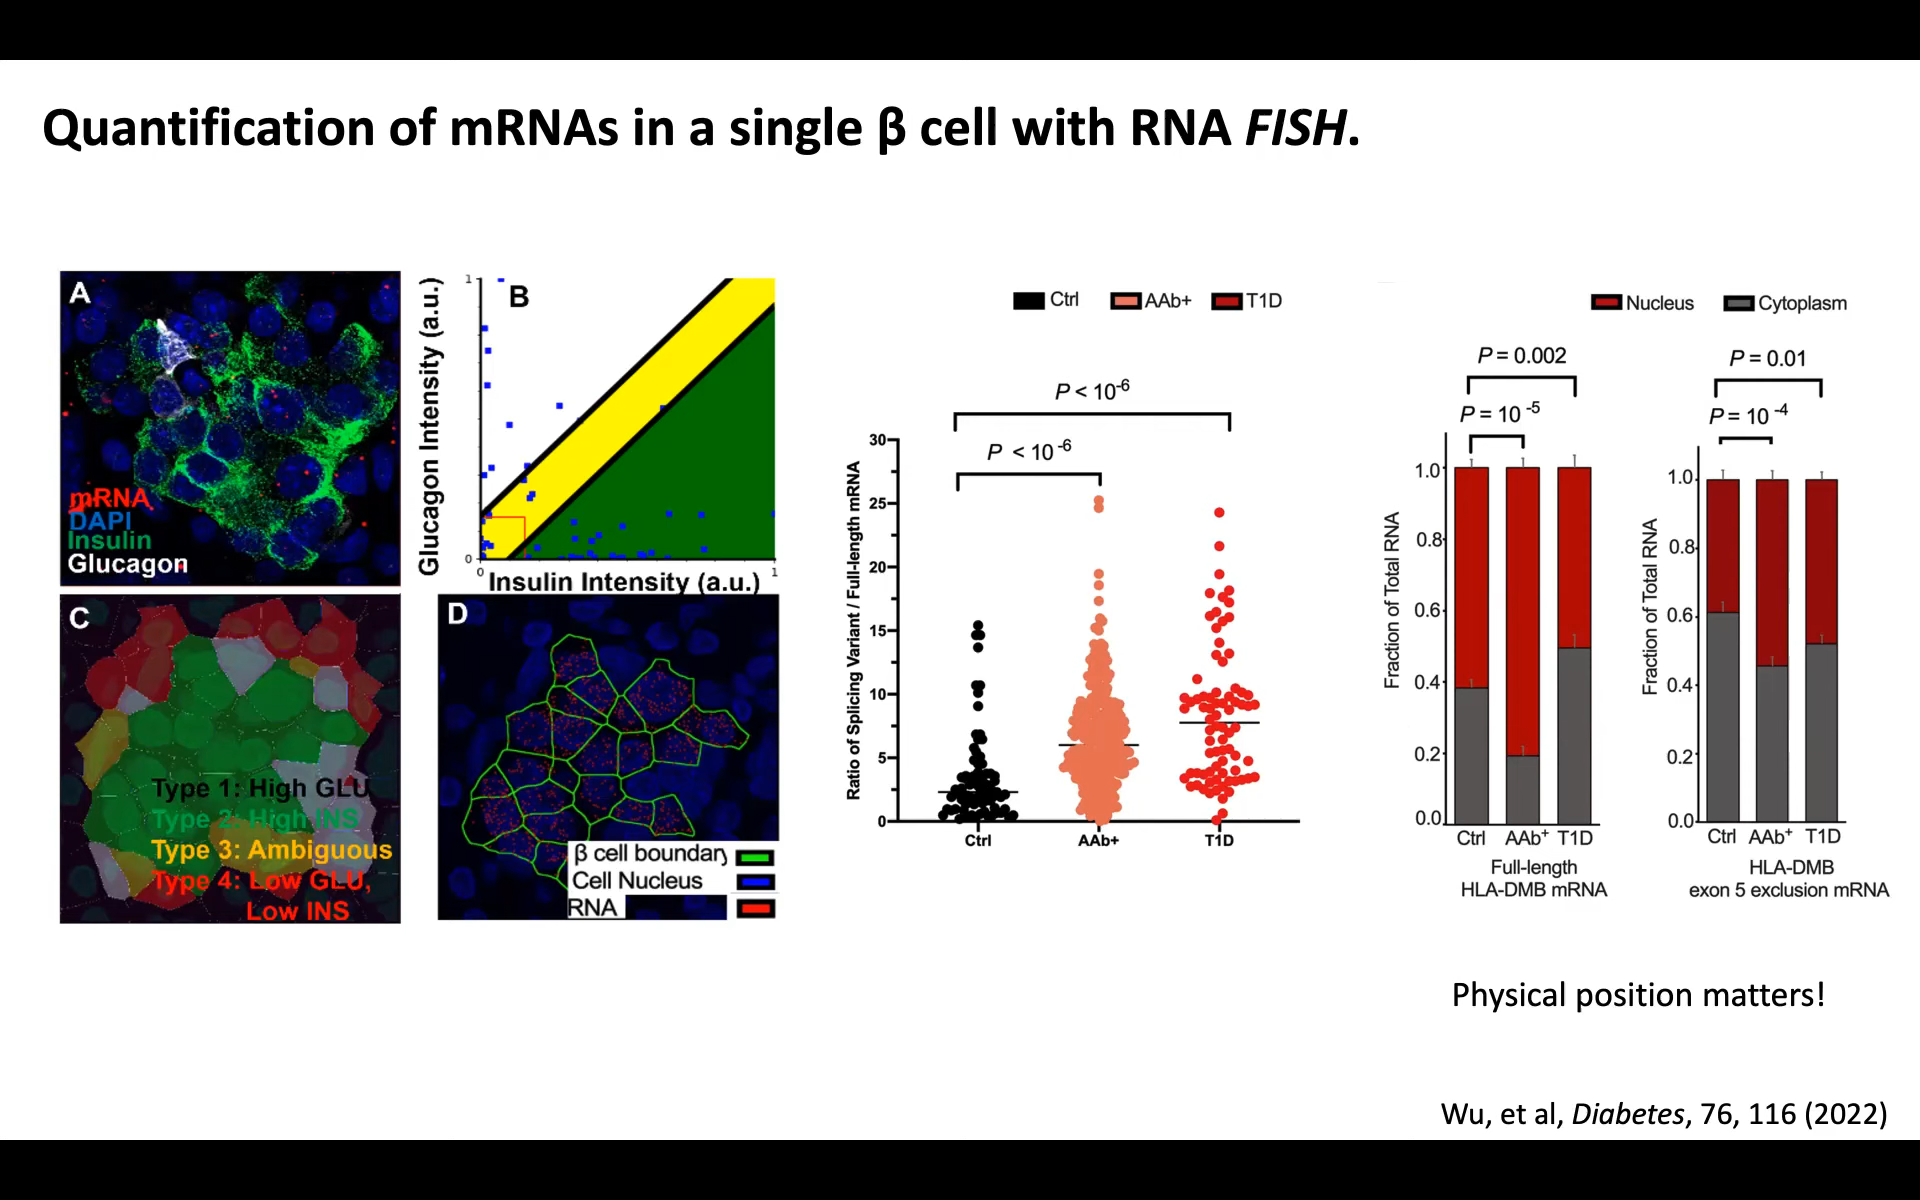 Quantification of mRNAs in a single β cell with RNA FISH.
A
mRNA
DAPI
Insulin
Glucagon
B
Glucagon Intensity (a.u.)
1
0
0
Insulin Intensity (a.u.)
1
C
Type 1: High GLU
Type 2: High INS
Type 3: Ambiguous
Type 4: Low GLU,
Low INS
D
β cell boundary
Cell Nucleus
RNA
Ctrl AAb+ T1D
P < 10-6
P < 10-6
Ratio of Splicing Variant / Full-length mRNA
30
25
20
15
10
5
0
Ctrl AAb+ T1D
Nucleus Cytoplasm
P = 0.002
P = 10 -5
Fraction of Total RNA
1.0
0.8
0.6
0.4
0.2
0.0
Ctrl AAb+ T1D
Full-length
HLA-DMB mRNA
P = 0.01
P = 10 -4
Fraction of Total RNA
1.0
0.8
0.6
0.4
0.2
0.0
Ctrl AAb+ T1D
HLA-DMB
exon 5 exclusion mRNA
Physical position matters!
Wu, et al, Diabetes, 76, 116 (2022)